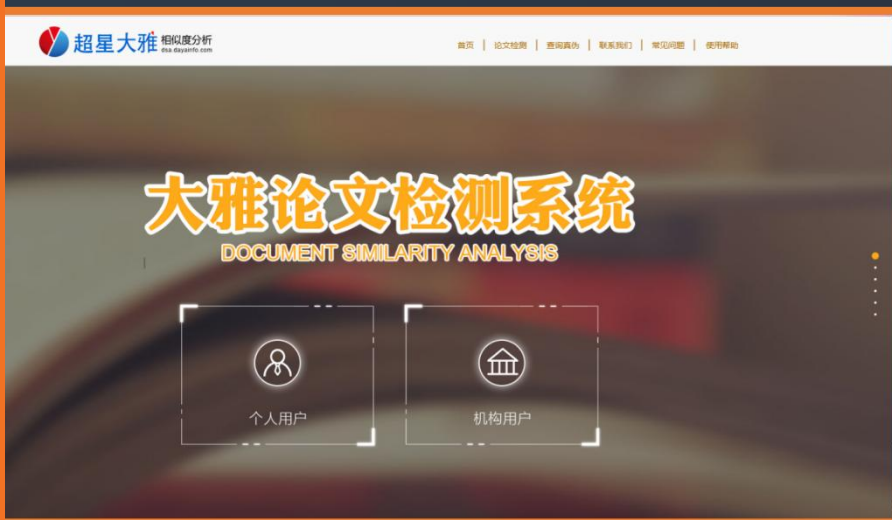 超星大雅 相似度分析
dsa.dayainfo.com
首页 | 论文检测 | 查询真伪 | 联系我们 | 常见问题 | 使用帮助
大雅论文检测系统
DOCUMENT SIMILARITY ANALYSIS
个人用户
机构用户